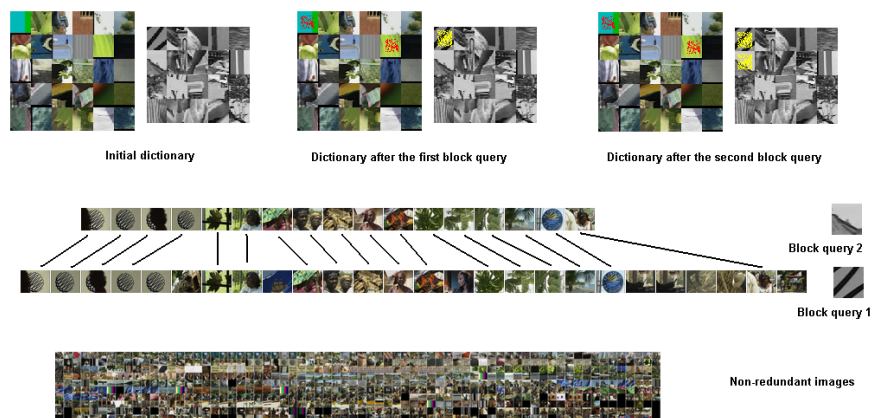 Initial dictionary
Dictionary after the first block query
Dictionary after the second block query
Block query 2
Block query 1
Non-redundant images